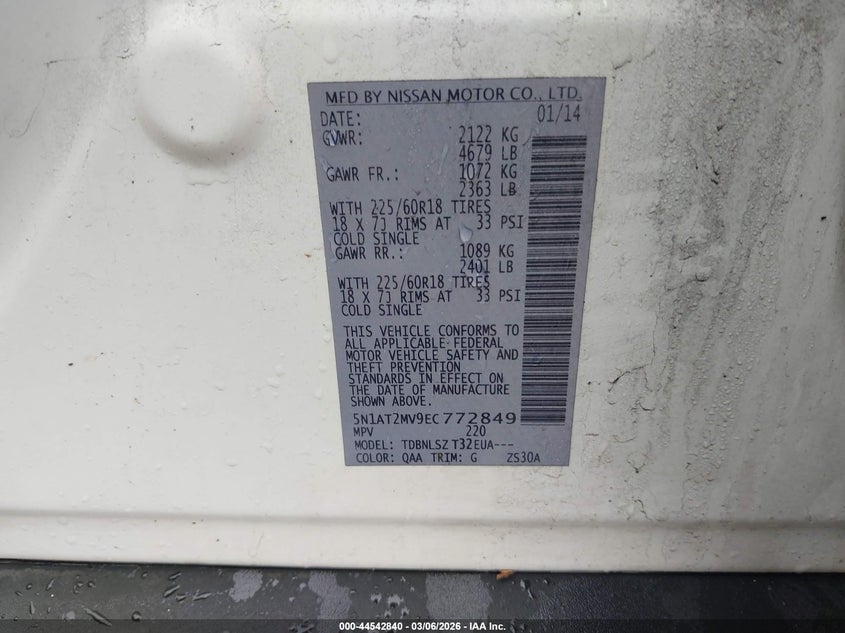 MFD BY NISSAN MOTOR CO., LTD.
DATE: 01/14
GVWR: 2122 KG
4679 LB
GAWR FR.: 1072 KG
2363 LB
WITH 225/60R18 TIRES
18 X 7J RIMS AT 33 PSI
COLD SINGLE
GAWR RR.: 1089 KG
2401 LB
WITH 225/60R18 TIRES
18 X 7J RIMS AT 33 PSI
COLD SINGLE
THIS VEHICLE CONFORMS TO
ALL APPLICABLE FEDERAL
MOTOR VEHICLE SAFETY AND
THEFT PREVENTION
STANDARDS IN EFFECT ON
THE DATE OF MANUFACTURE
SHOWN ABOVE.
5N1AT2MV9EC772849
MPV 220
MODEL: TDBNLSZ T32EUA---
COLOR: QAA TRIM: G ZS30A
000-44542840 - 03/06/2026 - IAA Inc.